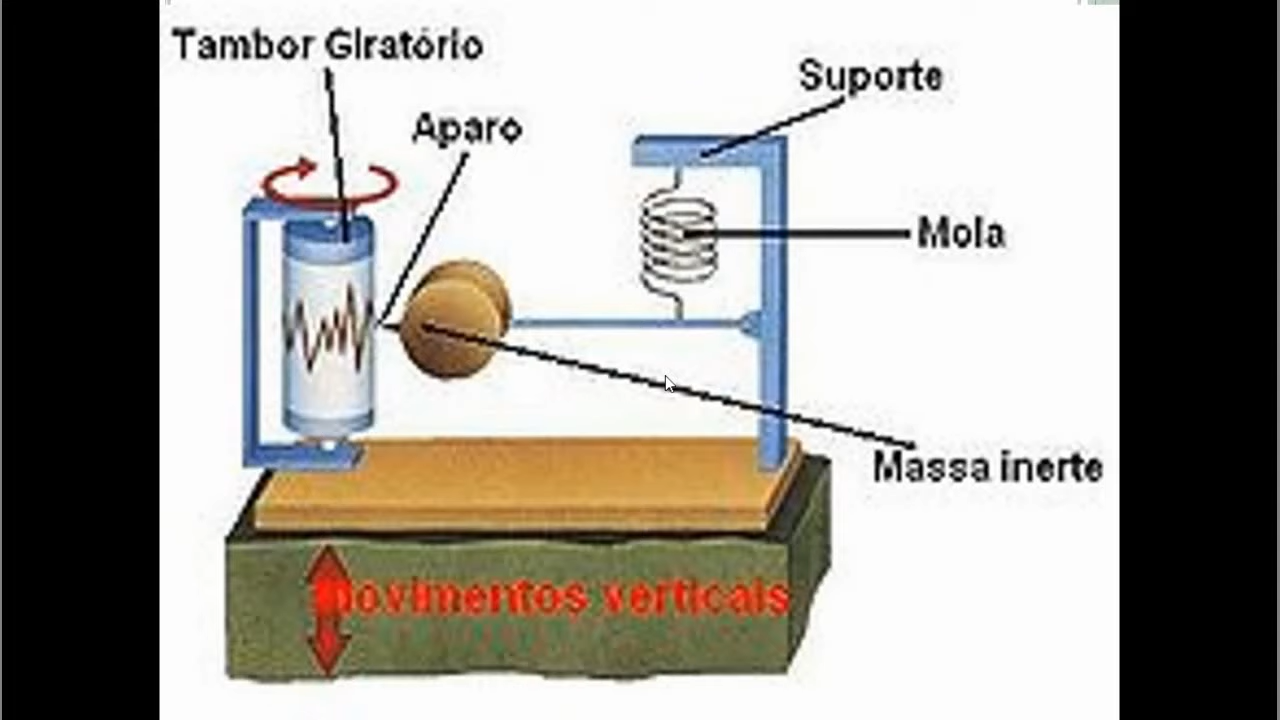 Tambor Giratório
Suporte
Aparo
Mola
Massa inerte
movimentos verticais